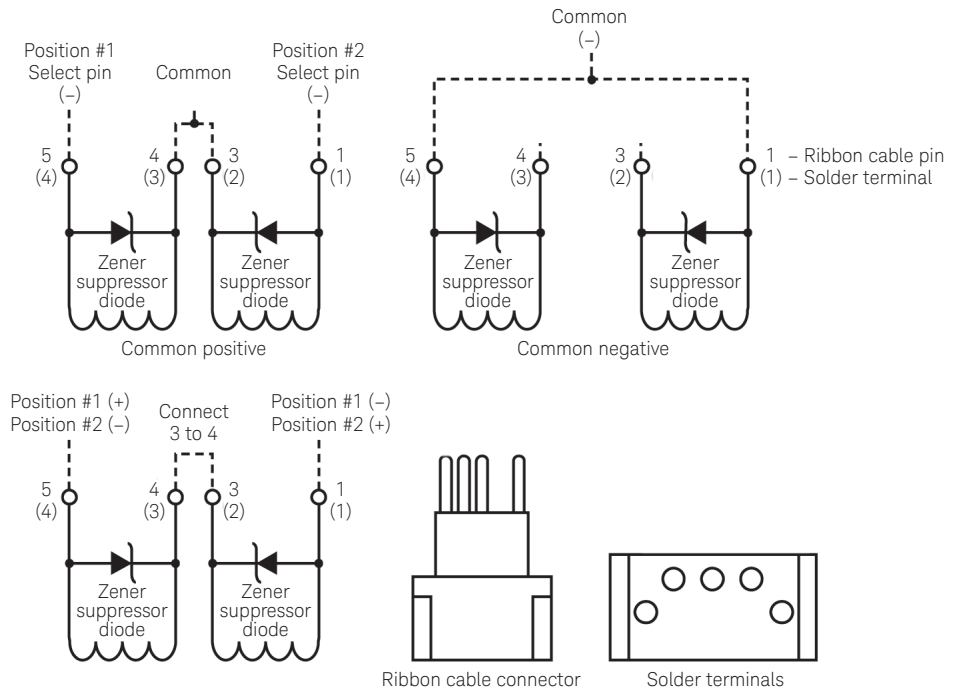 Position #1
Select pin
(–)
Common
Position #2
Select pin
(–)
5
(4)
4
(3)
3
(2)
1
(1)
Zener
suppressor
diode
Zener
suppressor
diode
Common positive
Common
(–)
5
(4)
4
(3)
3
(2)
1 – Ribbon cable pin
(1) – Solder terminal
Zener
suppressor
diode
Zener
suppressor
diode
Common negative
Position #1 (+)
Position #2 (–)
Connect
3 to 4
Position #1 (–)
Position #2 (+)
5
(4)
4
(3)
3
(2)
1
(1)
Zener
suppressor
diode
Zener
suppressor
diode
Ribbon cable connector
Solder terminals